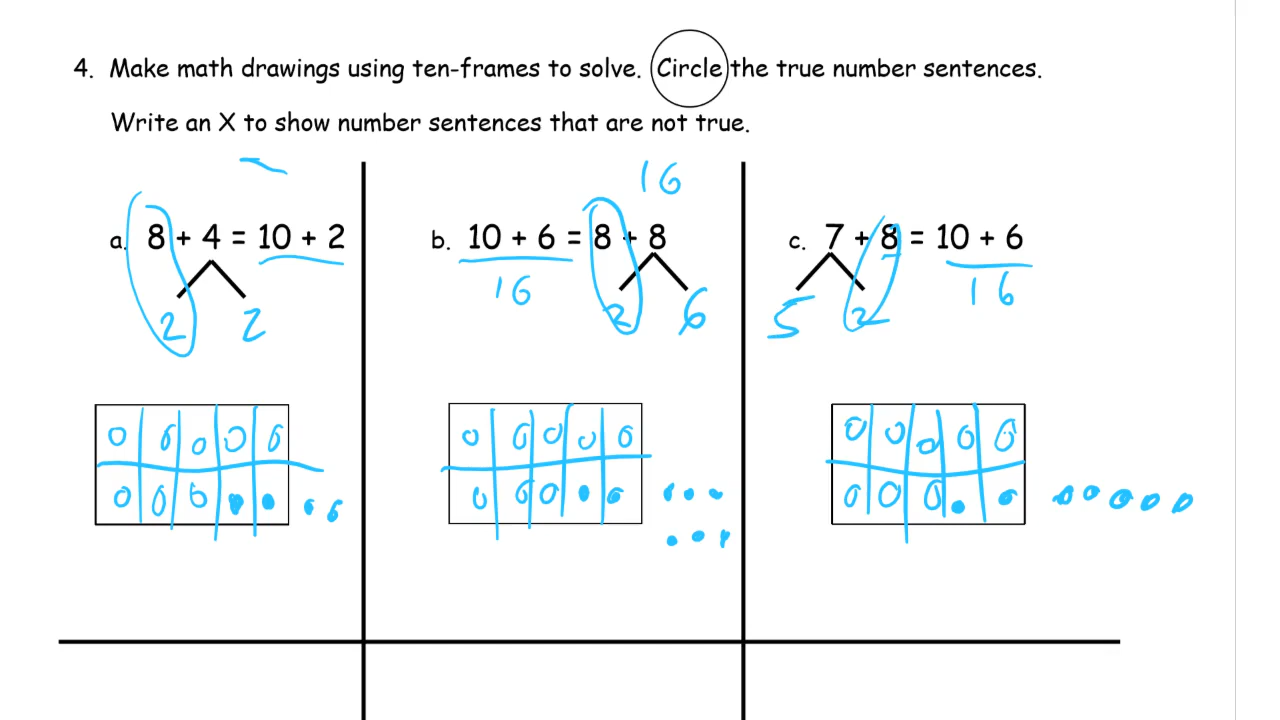 4. Make math drawings using ten-frames to solve. Circle the true number sentences.
Write an X to show number sentences that are not true.
16
a. 8 + 4 = 10 + 2
b. 10 + 6 = 8 + 8
c. 7 + 8 = 10 + 6
16
16
2 2
2 6
5 2